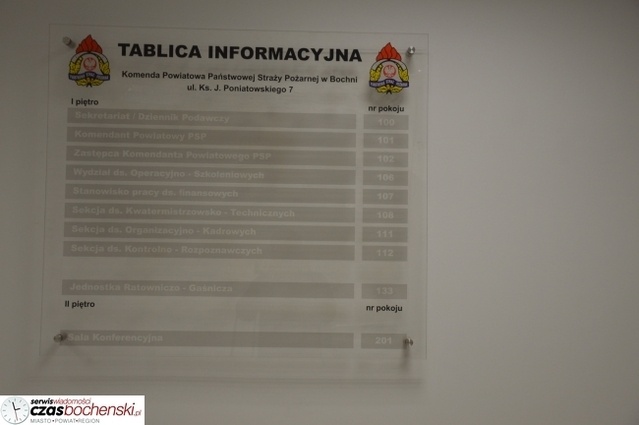 TABLICA INFORMACYJNA
Komenda Powiatowa Państwowej Straży Pożarnej w Bochni
ul. Ks. J. Poniatowskiego 7
I piętro nr pokoju
Sekretariat / Dziennik Podawczy 100
Komendant Powiatowy PSP 101
Zastępca Komendanta Powiatowego PSP 102
Wydział ds. Operacyjno - Szkoleniowych 106
Stanowisko pracy ds. finansowych 107
Sekcja ds. Kwatermistrzowsko - Technicznych 108
Sekcja ds. Organizacyjno - Kadrowych 111
Sekcja ds. Kontrolno - Rozpoznawczych 112
Jednostka Ratowniczo - Gaśnicza 133
II piętro nr pokoju
Sala Konferencyjna 201
serwis wiadomości
czasbochenski.pl
MIASTO•POWIAT•REGION